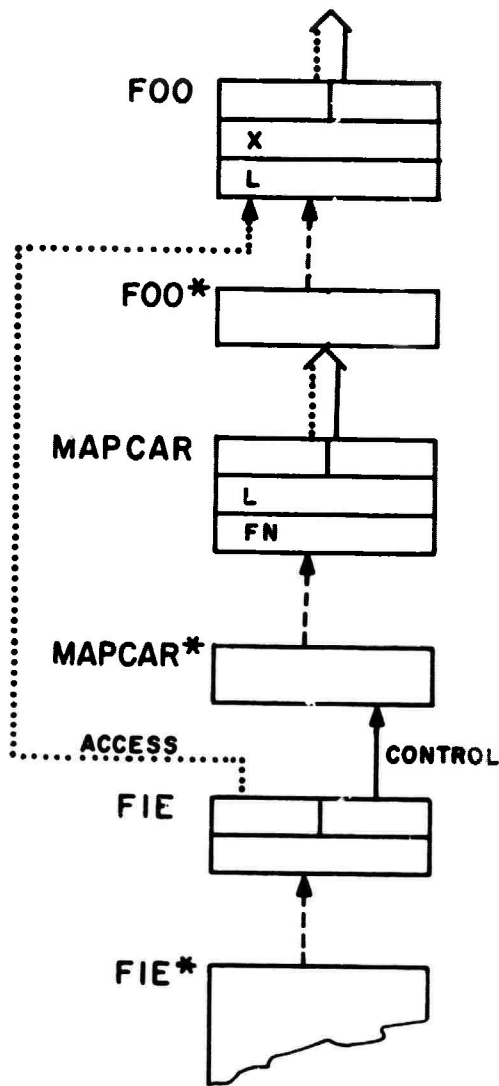 FOO
X
L
FOO*
MAPCAR
L
FN
MAPCAR*
ACCESS
CONTROL
FIE
FIE*